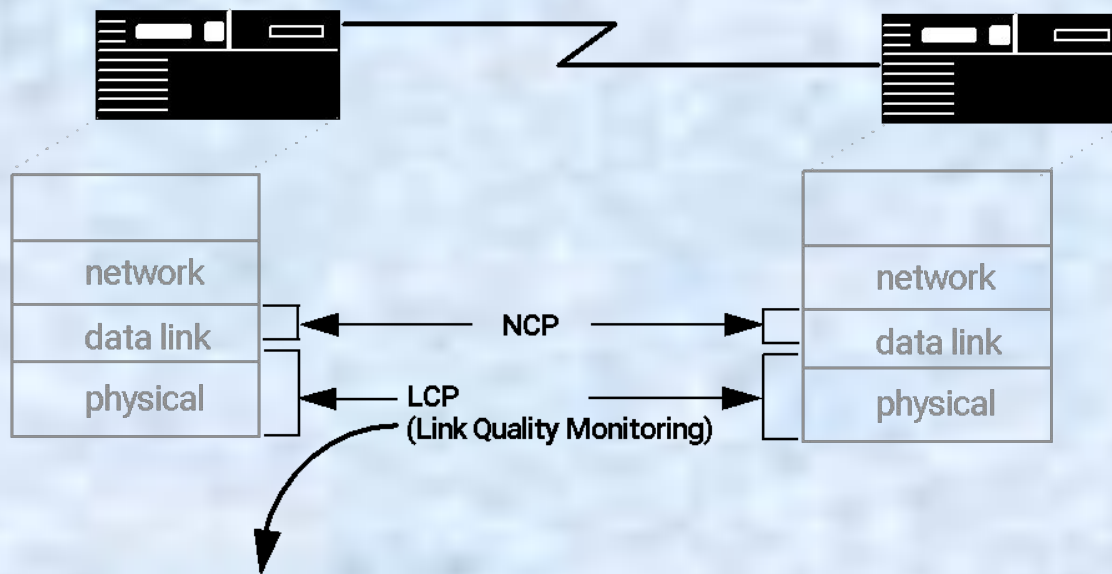 network
network
NCP
data link
data link
physical
LCP
physical
(Link Quality Monitoring)